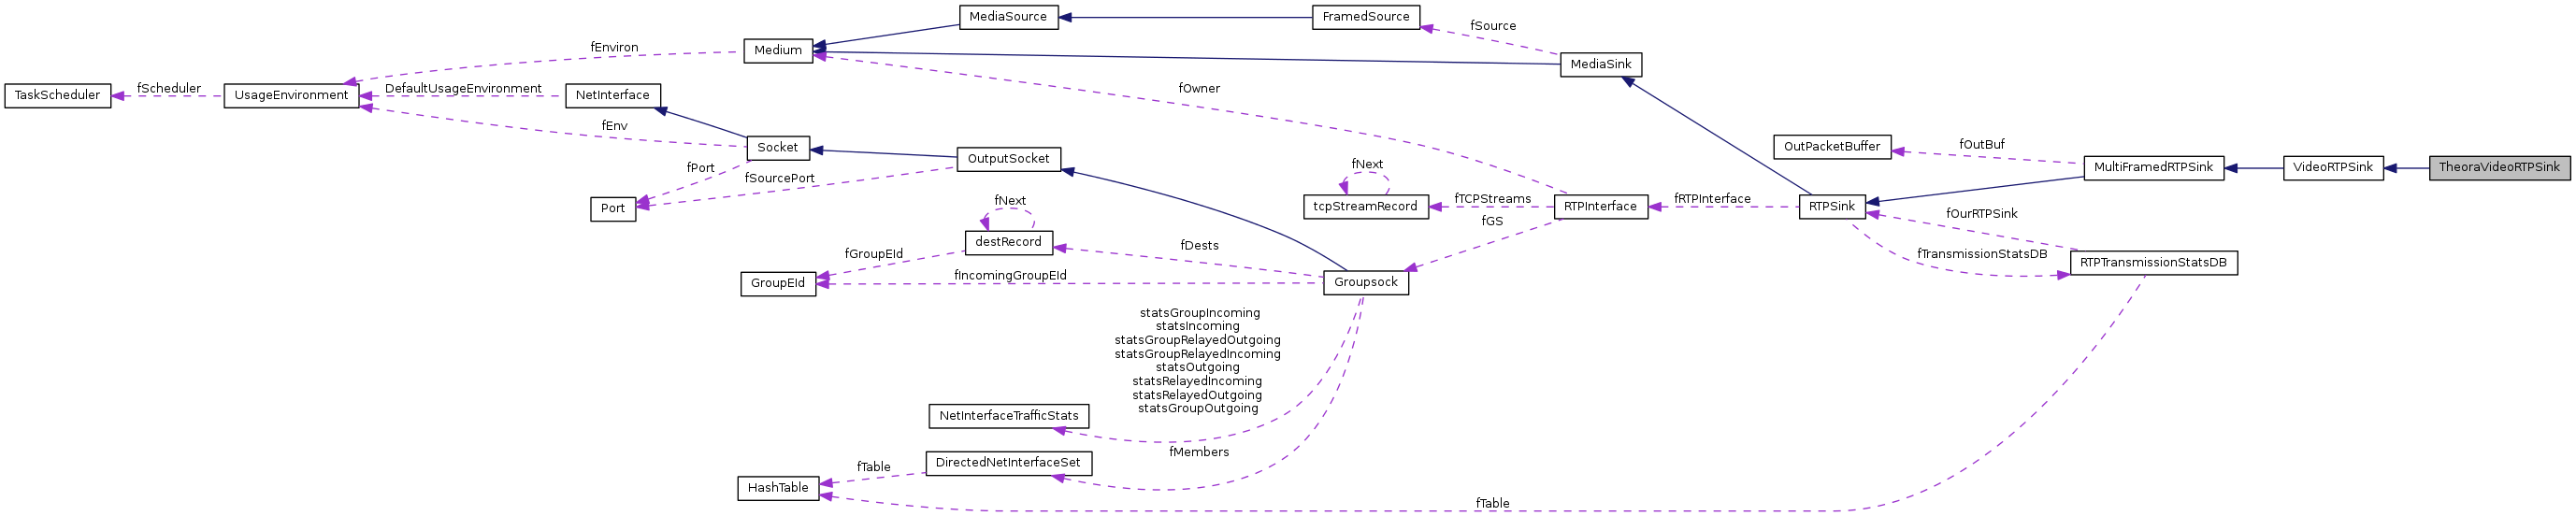 MediaSource
FramedSource
fSource
fEnviron
Medium
MediaSink
TaskScheduler
fScheduler
UsageEnvironment
DefaultUsageEnvironment
NetInterface
fOwner
fEnv
Socket
OutPacketBuffer
fOutBuf
fPort
OutputSocket
fNext
MultiFramedRTPSink
VideoRTPSink
TheoraVideoRTPSink
fSourcePort
Port
fNext
tcpStreamRecord
fTCPStreams
RTPInterface
fRTPInterface
RTPSink
fOurRTPSink
fGS
destRecord
fDests
fGroupEId
fTransmissionStatsDB
RTPTransmissionStatsDB
GroupEId
fIncomingGroupEId
Groupsock
statsGroupIncoming
statsIncoming
statsGroupRelayedOutgoing
statsGroupRelayedIncoming
statsOutgoing
statsRelayedIncoming
statsRelayedOutgoing
statsGroupOutgoing
NetInterfaceTrafficStats
fMembers
DirectedNetInterfaceSet
fTable
HashTable
fTable